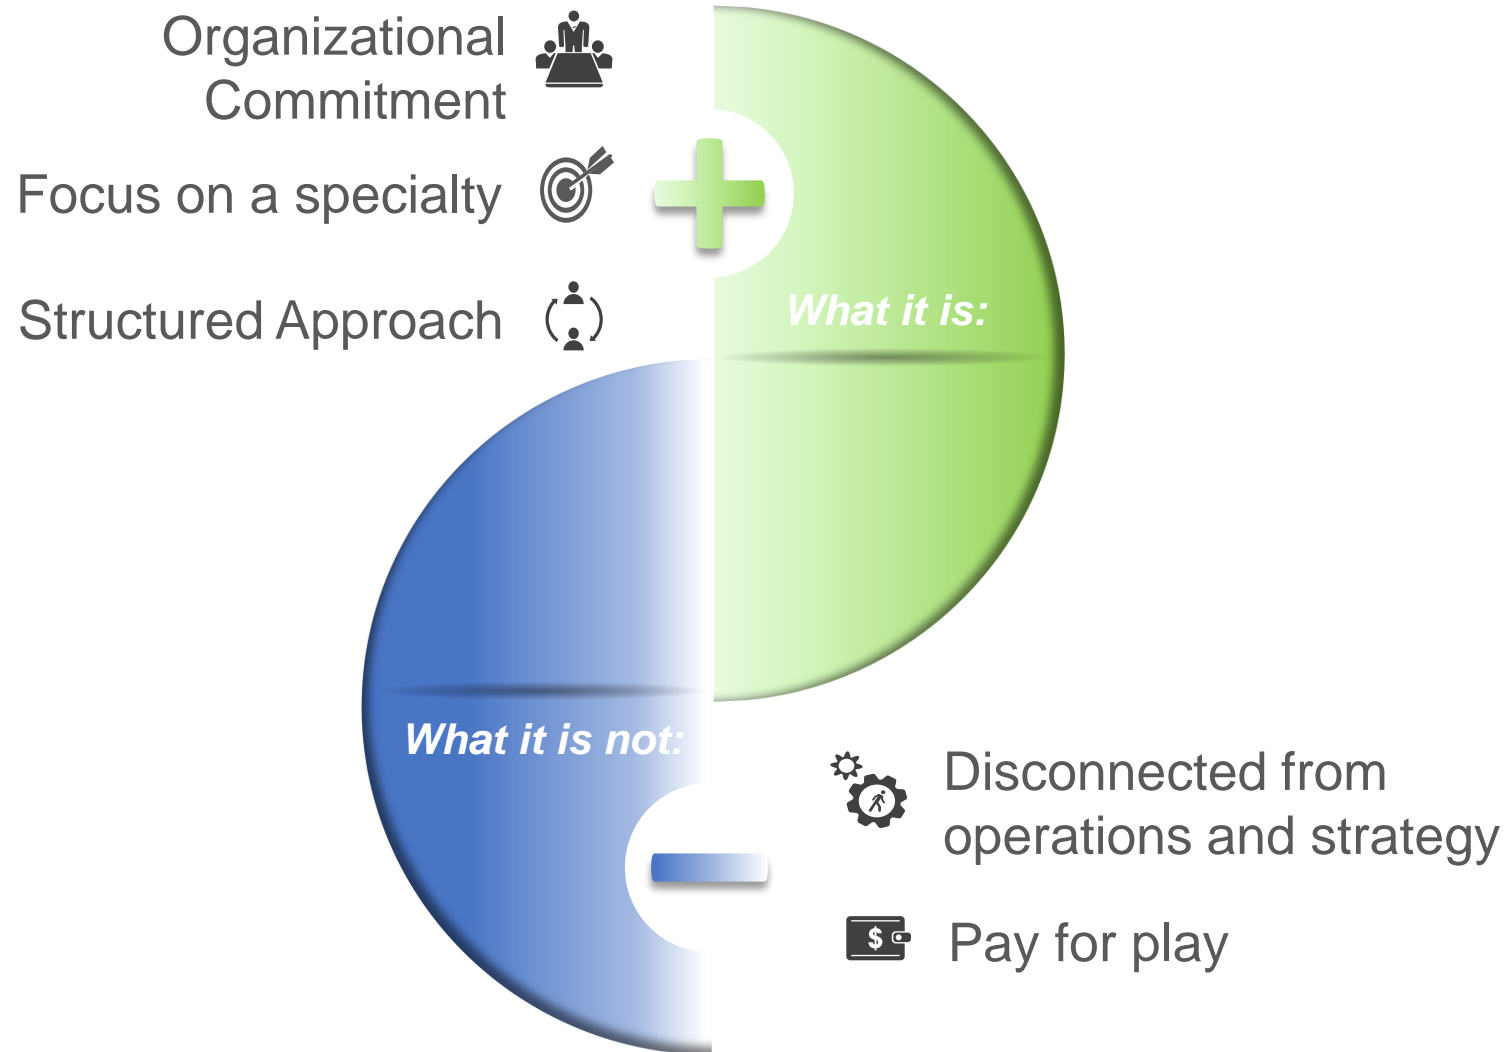 Organizational
Commitment
Focus on a specialty
Structured Approach
What it is:
What it is not:
Disconnected from
operations and strategy
$
Pay for play